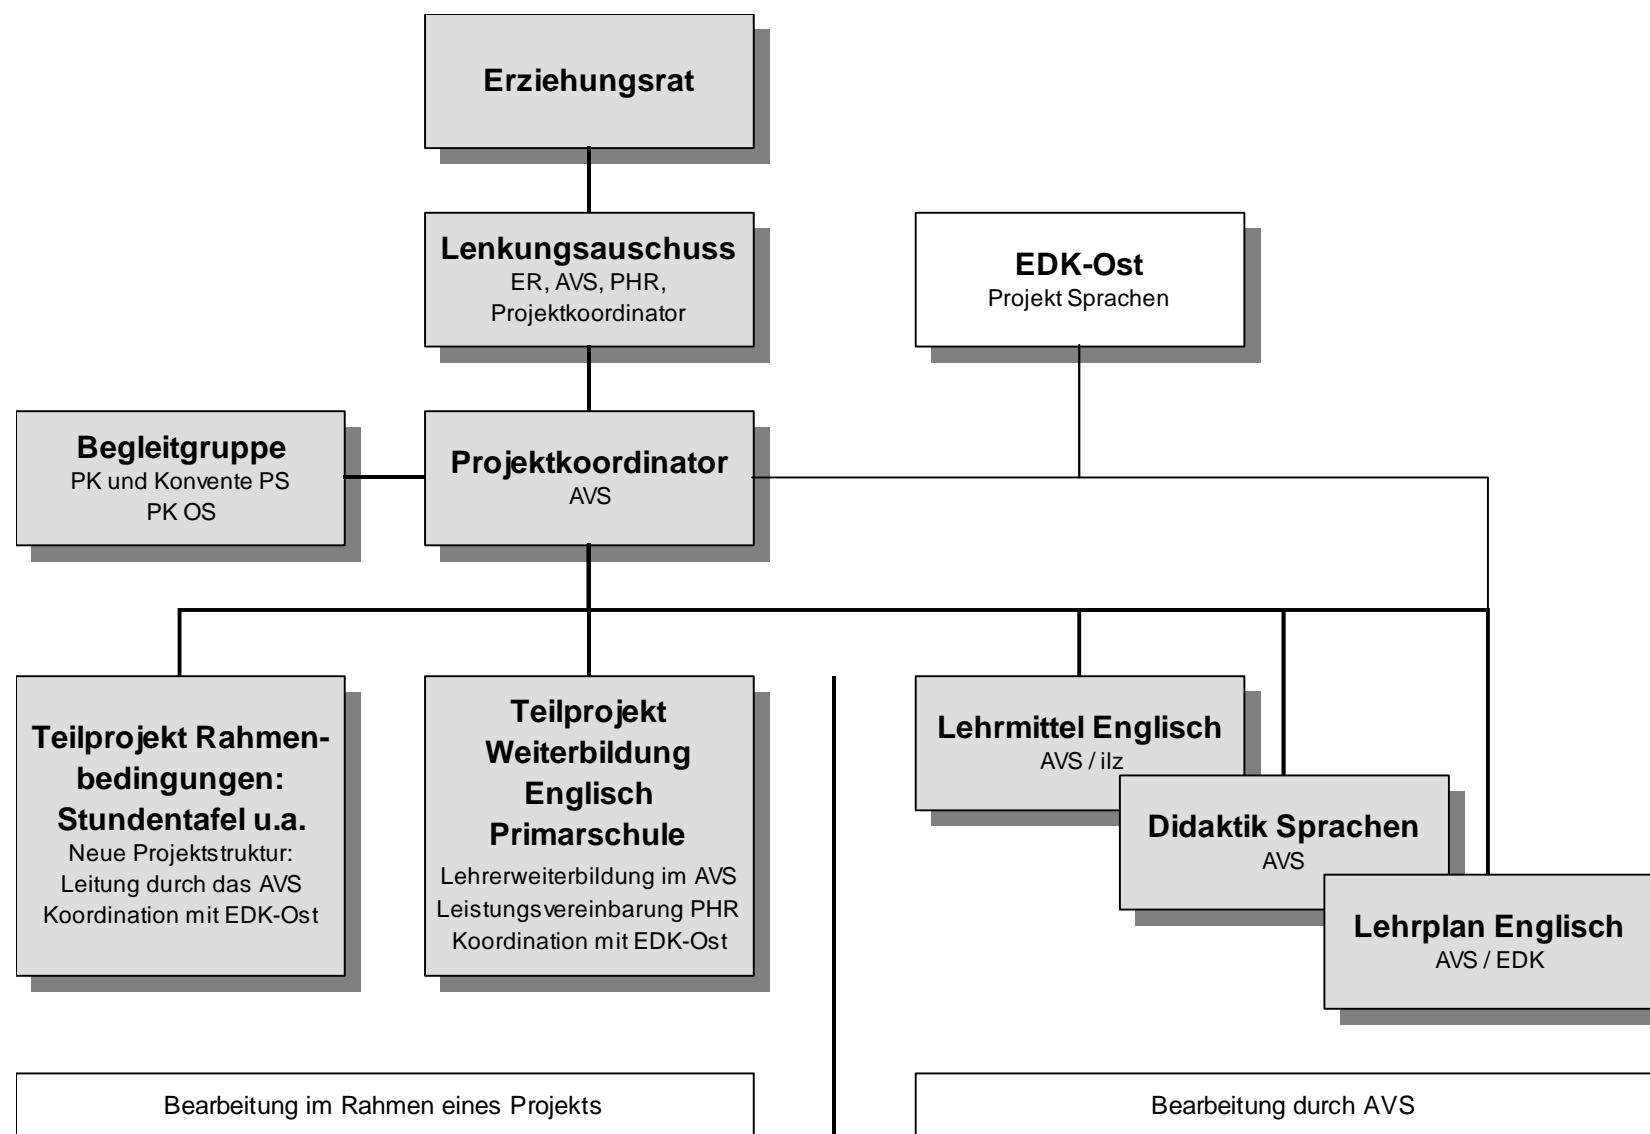 Erziehungsrat
Lenkungsauschuss
ER, AVS, PHR,
Projektkoordinator
EDK-Ost
Projekt Sprachen
Begleitgruppe
PK und Konvente PS
PK OS
Projektkoordinator
AVS
Teilprojekt Rahmen-
bedingungen:
Stundentafel u.a.
Neue Projektstruktur:
Leitung durch das AVS
Koordination mit EDK-Ost
Teilprojekt
Weiterbildung
Englisch
Primarschule
Lehrerweiterbildung im AVS
Leistungsvereinbarung PHR
Koordination mit EDK-Ost
Lehrmittel Englisch
AVS / ilz
Didaktik Sprachen
AVS
Lehrplan Englisch
AVS / EDK
Bearbeitung im Rahmen eines Projekts
Bearbeitung durch AVS